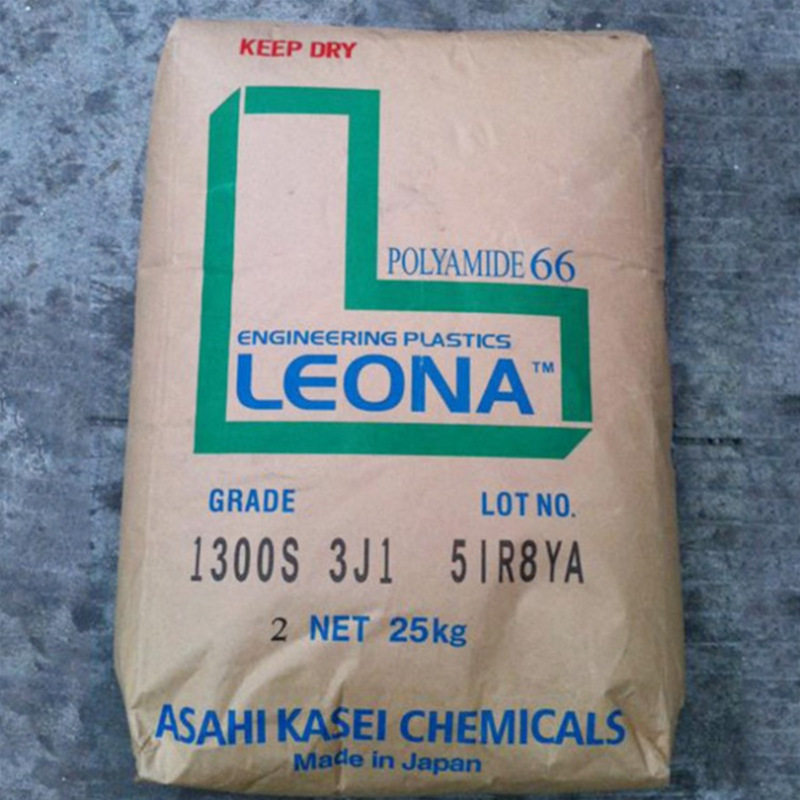 KEEP DRY
POLYAMIDE 66
ENGINEERING PLASTICS
LEONA™
GRADE LOT NO.
1300S 3J1 5IR8YA
2 NET 25kg
ASAHI KASEI CHEMICALS
Made in Japan